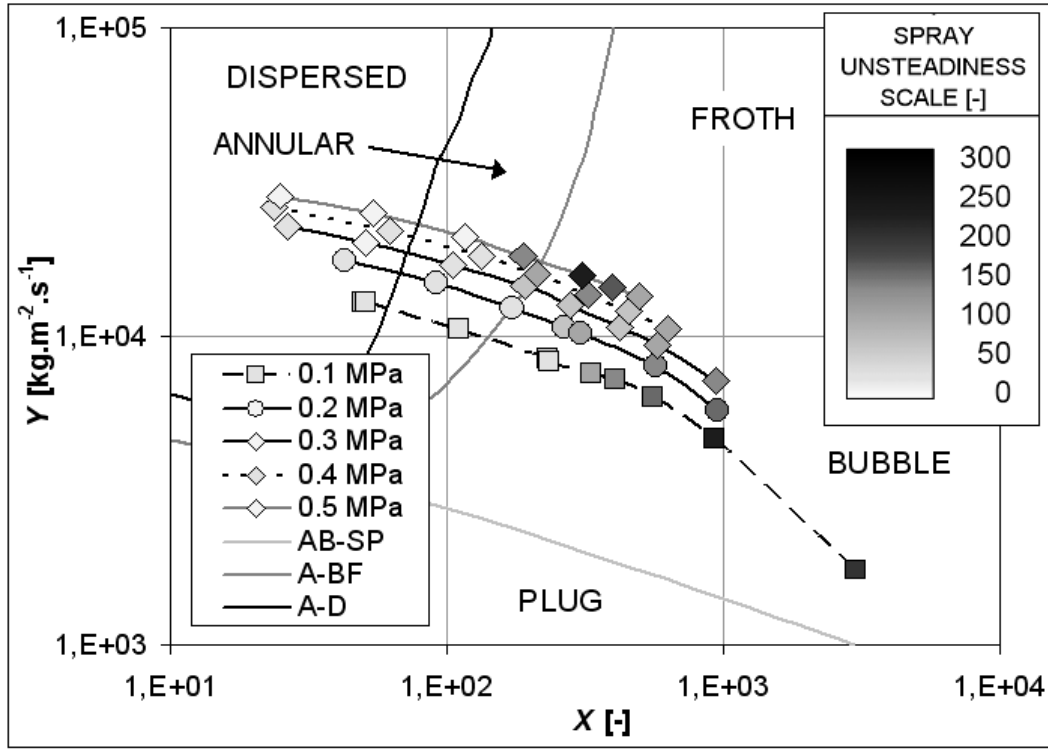 1,E+05
DISPERSED
ANNULAR
FROTH
SPRAY
UNSTEADINESS
SCALE [-]
300
250
200
150
100
50
0
Y [kg.m-2.s-1]
1,E+04
0.1 MPa
0.2 MPa
0.3 MPa
0.4 MPa
0.5 MPa
AB-SP
A-BF
A-D
BUBBLE
PLUG
1,E+03
1,E+01
1,E+02
1,E+03
1,E+04
X [-]